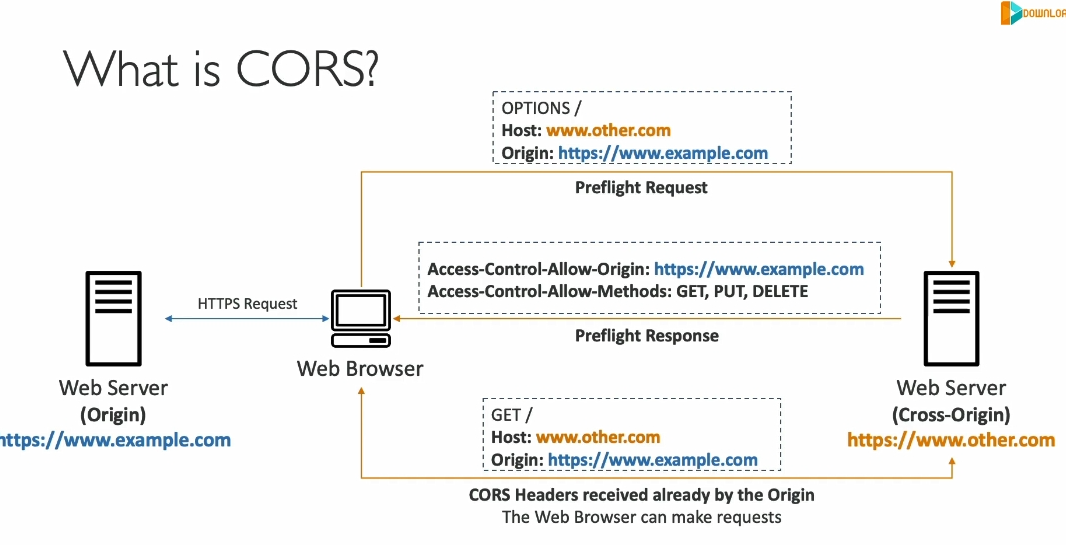 DOWNLOA
What is CORS?
OPTIONS /
Host: www.other.com
Origin: https://www.example.com
Preflight Request
Access-Control-Allow-Origin: https://www.example.com
Access-Control-Allow-Methods: GET, PUT, DELETE
HTTPS Request
Preflight Response
Web Browser
Web Server
(Origin)
https://www.example.com
Web Server
(Cross-Origin)
https://www.other.com
GET /
Host: www.other.com
Origin: https://www.example.com
CORS Headers received already by the Origin
The Web Browser can make requests